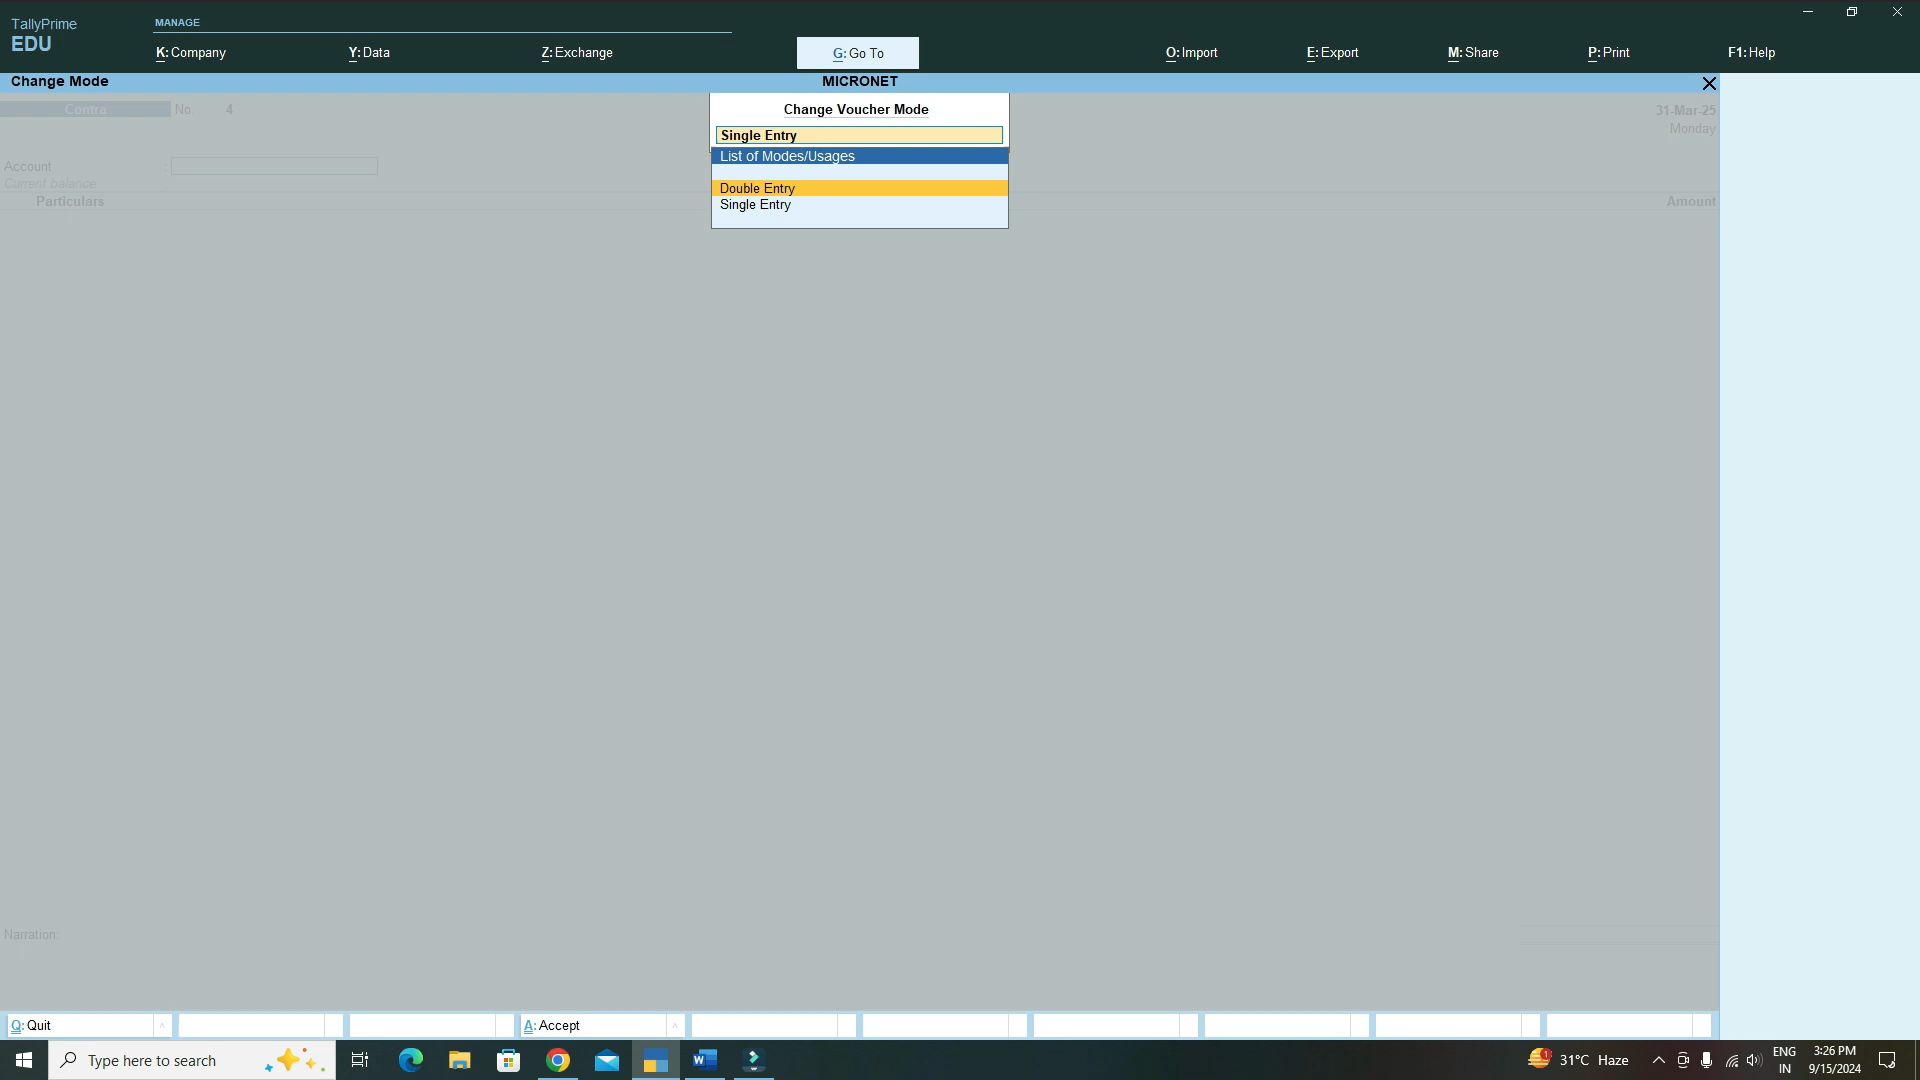 TallyPrime
EDU
MANAGE
K: Company
Y: Data
Z: Exchange
G: Go To
O: Import
E: Export
M: Share
P: Print
F1: Help
Change Mode
MICRONET
Contra
No.
4
31-Mar-25
Monday
Account :
Current balance :
Particulars
Amount
Change Voucher Mode
Single Entry
List of Modes/Usages
Double Entry
Single Entry
Narration:
Q: Quit
A: Accept
Type here to search
1
31°C Haze
ENG
IN
3:26 PM
9/15/2024